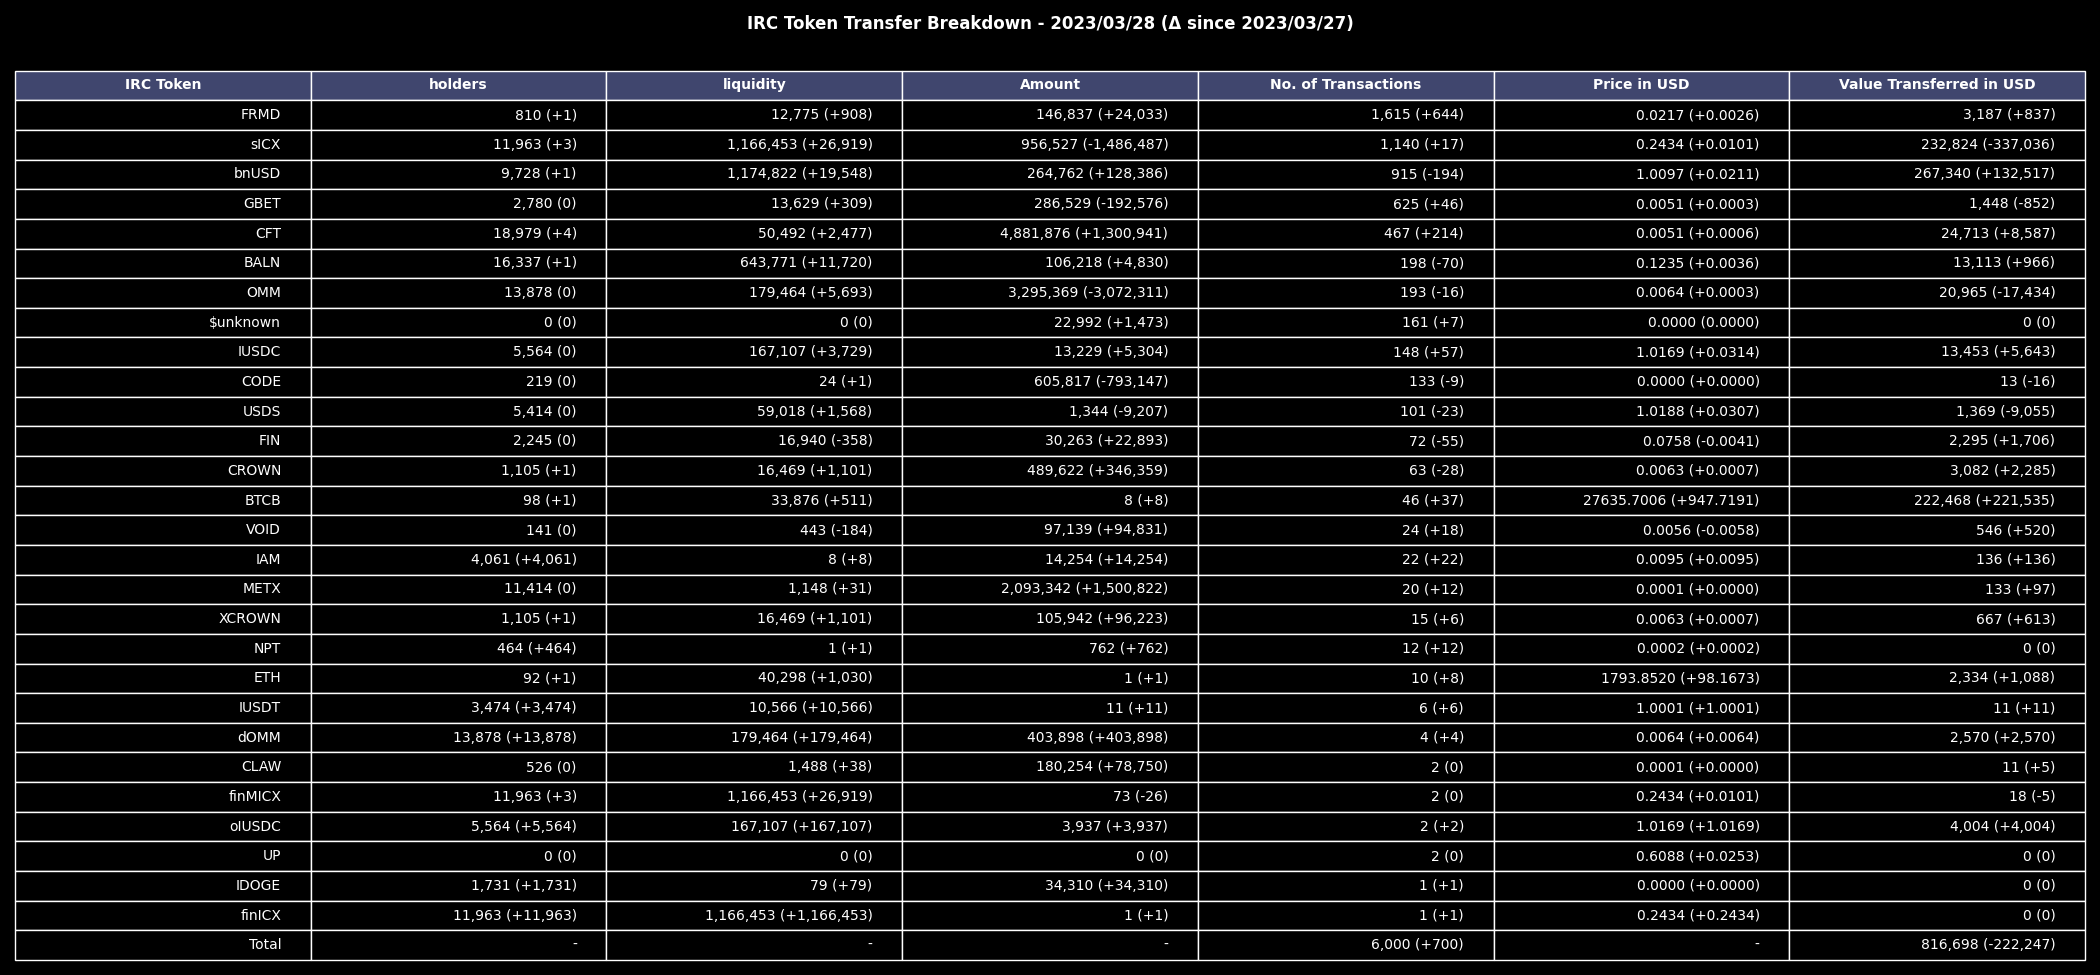 IRC Token Transfer Breakdown - 2023/03/28 (Δ since 2023/03/27)
IRC Token holders liquidity Amount No. of Transactions Price in USD Value Transferred in USD
FRMD 810 (+1) 12,775 (+908) 146,837 (+24,033) 1,615 (+644) 0.0217 (+0.0026) 3,187 (+837)
sICX 11,963 (+3) 1,166,453 (+26,919) 956,527 (-1,486,487) 1,140 (+17) 0.2434 (+0.0101) 232,824 (-337,036)
bnUSD 9,728 (+1) 1,174,822 (+19,548) 264,762 (+128,386) 915 (-194) 1.0097 (+0.0211) 267,340 (+132,517)
GBET 2,780 (0) 13,629 (+309) 286,529 (-192,576) 625 (+46) 0.0051 (+0.0003) 1,448 (-852)
CFT 18,979 (+4) 50,492 (+2,477) 4,881,876 (+1,300,941) 467 (+214) 0.0051 (+0.0006) 24,713 (+8,587)
BALN 16,337 (+1) 643,771 (+11,720) 106,218 (+4,830) 198 (-70) 0.1235 (+0.0036) 13,113 (+966)
OMM 13,878 (0) 179,464 (+5,693) 3,295,369 (-3,072,311) 193 (-16) 0.0064 (+0.0003) 20,965 (-17,434)
$unknown 0 (0) 0 (0) 22,992 (+1,473) 161 (+7) 0.0000 (0.0000) 0 (0)
IUSDC 5,564 (0) 167,107 (+3,729) 13,229 (+5,304) 148 (+57) 1.0169 (+0.0314) 13,453 (+5,643)
CODE 219 (0) 24 (+1) 605,817 (-793,147) 133 (-9) 0.0000 (+0.0000) 13 (-16)
USDS 5,414 (0) 59,018 (+1,568) 1,344 (-9,207) 101 (-23) 1.0188 (+0.0307) 1,369 (-9,055)
FIN 2,245 (0) 16,940 (-358) 30,263 (+22,893) 72 (-55) 0.0758 (-0.0041) 2,295 (+1,706)
CROWN 1,105 (+1) 16,469 (+1,101) 489,622 (+346,359) 63 (-28) 0.0063 (+0.0007) 3,082 (+2,285)
BTCB 98 (+1) 33,876 (+511) 8 (+8) 46 (+37) 27635.7006 (+947.7191) 222,468 (+221,535)
VOID 141 (0) 443 (-184) 97,139 (+94,831) 24 (+18) 0.0056 (-0.0058) 546 (+520)
IAM 4,061 (+4,061) 8 (+8) 14,254 (+14,254) 22 (+22) 0.0095 (+0.0095) 136 (+136)
METX 11,414 (0) 1,148 (+31) 2,093,342 (+1,500,822) 20 (+12) 0.0001 (+0.0000) 133 (+97)
XCROWN 1,105 (+1) 16,469 (+1,101) 105,942 (+96,223) 15 (+6) 0.0063 (+0.0007) 667 (+613)
NPT 464 (+464) 1 (+1) 762 (+762) 12 (+12) 0.0002 (+0.0002) 0 (0)
ETH 92 (+1) 40,298 (+1,030) 1 (+1) 10 (+8) 1793.8520 (+98.1673) 2,334 (+1,088)
IUSDT 3,474 (+3,474) 10,566 (+10,566) 11 (+11) 6 (+6) 1.0001 (+1.0001) 11 (+11)
dOMM 13,878 (+13,878) 179,464 (+179,464) 403,898 (+403,898) 4 (+4) 0.0064 (+0.0064) 2,570 (+2,570)
CLAW 526 (0) 1,488 (+38) 180,254 (+78,750) 2 (0) 0.0001 (+0.0000) 11 (+5)
finMICX 11,963 (+3) 1,166,453 (+26,919) 73 (-26) 2 (0) 0.2434 (+0.0101) 18 (-5)
oIUSDC 5,564 (+5,564) 167,107 (+167,107) 3,937 (+3,937) 2 (+2) 1.0169 (+1.0169) 4,004 (+4,004)
UP 0 (0) 0 (0) 0 (0) 2 (0) 0.6088 (+0.0253) 0 (0)
IDOGE 1,731 (+1,731) 79 (+79) 34,310 (+34,310) 1 (+1) 0.0000 (+0.0000) 0 (0)
finICX 11,963 (+11,963) 1,166,453 (+1,166,453) 1 (+1) 1 (+1) 0.2434 (+0.2434) 0 (0)
Total - - - 6,000 (+700) - 816,698 (-222,247)